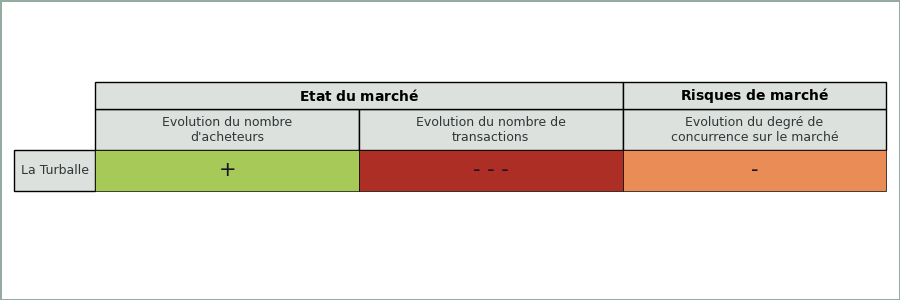 Etat du marché
Risques de marché
Evolution du nombre
d'acheteurs
Evolution du nombre de
transactions
Evolution du degré de
concurrence sur le marché
La Turballe
+
- - -
-